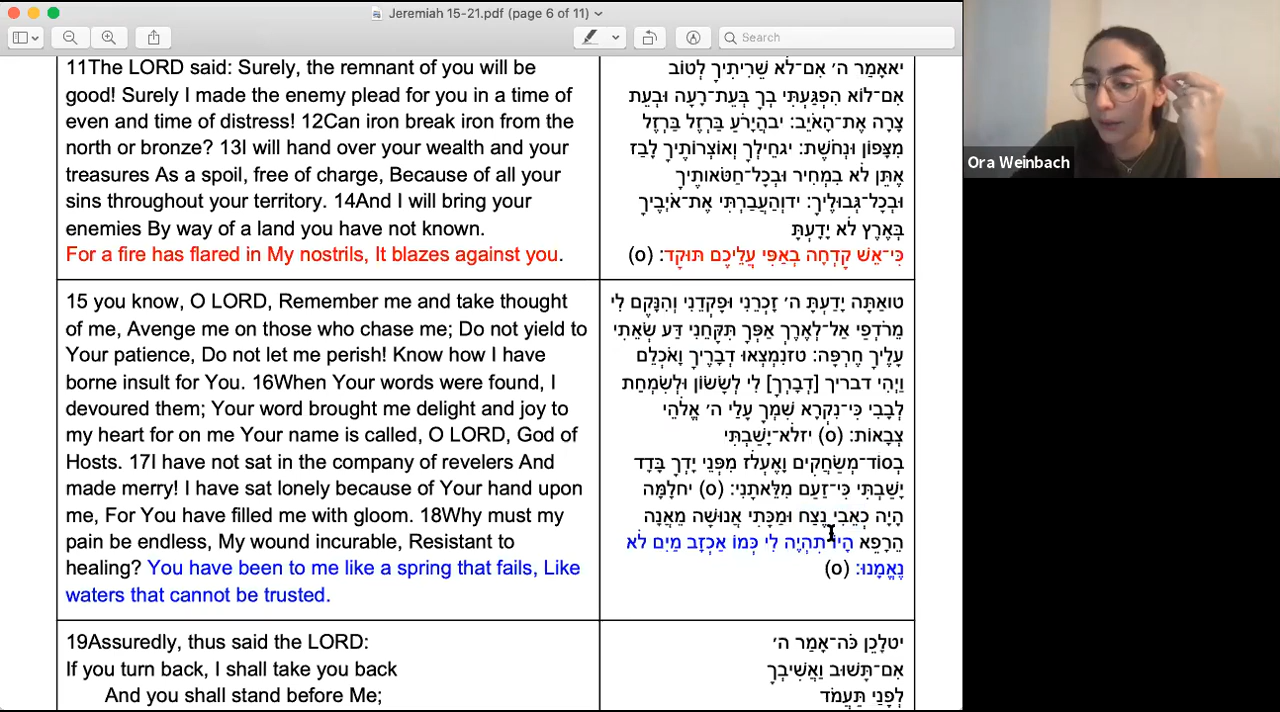 Jeremiah 15-21.pdf (page 6 of 11)
Search
11The LORD said: Surely, the remnant of you will be
good! Surely I made the enemy plead for you in a time of
even and time of distress! 12Can iron break iron from the
north or bronze? 13I will hand over your wealth and your
treasures As a spoil, free of charge, Because of all your
sins throughout your territory. 14And I will bring your
enemies By way of a land you have not known.
For a fire has flared in My nostrils, It blazes against you.
יאאָמַר ה׳ אִם־לֹא שֵׁרִיתִיךָ לְטוֹב
אִם־לוֹא הִפְגַּעְתִּי בְךָ בְּעֵת־רָעָה וּבְעֵת
צָרָה אֶת־הָאֹיֵב: יבהֲיָרֹעַ בַּרְזֶל בַּרְזֶל
מִצָּפוֹן וּנְחֹשֶׁת: יגחֵילְךָ וְאוֹצְרוֹתֶיךָ לָבַז
אֶתֵּן לֹא בִמְחִיר וּבְכָל־חַטֹּאותֶיךָ
וּבְכָל־גְּבוּלֶיךָ: ידוְהַעֲבַרְתִּי אֶת־אֹיְבֶיךָ
בְּאֶרֶץ לֹא יָדָעְתָּ
כִּי־אֵשׁ קָדְחָה בְאַפִּי עֲלֵיכֶם תּוּקָד: (ס)
15 you know, O LORD, Remember me and take thought
of me, Avenge me on those who chase me; Do not yield to
Your patience, Do not let me perish! Know how I have
borne insult for You. 16When Your words were found, I
devoured them; Your word brought me delight and joy to
my heart for on me Your name is called, O LORD, God of
Hosts. 17I have not sat in the company of revelers And
made merry! I have sat lonely because of Your hand upon
me, For You have filled me with gloom. 18Why must my
pain be endless, My wound incurable, Resistant to
healing? You have been to me like a spring that fails, Like
waters that cannot be trusted.
טואַתָּה יָדַעְתָּ ה׳ זָכְרֵנִי וּפָקְדֵנִי וְהִנָּקֶם לִי
מֵרֹדְפַי אַל־לְאֶרֶךְ אַפְּךָ תִּקָּחֵנִי דַּע שְׂאֵתִי
עָלֶיךָ חֶרְפָּה: טזנִמְצְאוּ דְבָרֶיךָ וָאֹכְלֵם
וַיְהִי דבריך [דְבָרְךָ] לִי לְשָׂשׂוֹן וּלְשִׂמְחַת
לְבָבִי כִּי־נִקְרָא שִׁמְךָ עָלַי ה׳ אֱלֹהֵי
צְבָאוֹת: (ס) יזלֹא־יָשַׁבְתִּי
בְסוֹד־מְשַׂחֲקִים וָאֶעְלֹז מִפְּנֵי יָדְךָ בָּדָד
יָשַׁבְתִּי כִּי־זַעַם מִלֵּאתָנִי: (ס) יחלָמָּה
הָיָה כְאֵבִי נֶצַח וּמַכָּתִי אֲנוּשָׁה מֵאֲנָה
הֵרָפֵא הָיוֹ תִהְיֶה לִי כְּמוֹ אַכְזָב מַיִם לֹא
נֶאֱמָנוּ: (ס)
19Assuredly, thus said the LORD:
If you turn back, I shall take you back
And you shall stand before Me;
יטלָכֵן כֹּה־אָמַר ה׳
אִם־תָּשׁוּב וַאֲשִׁיבְךָ
לְפָנַי תַּעֲמֹד
Ora Weinbach